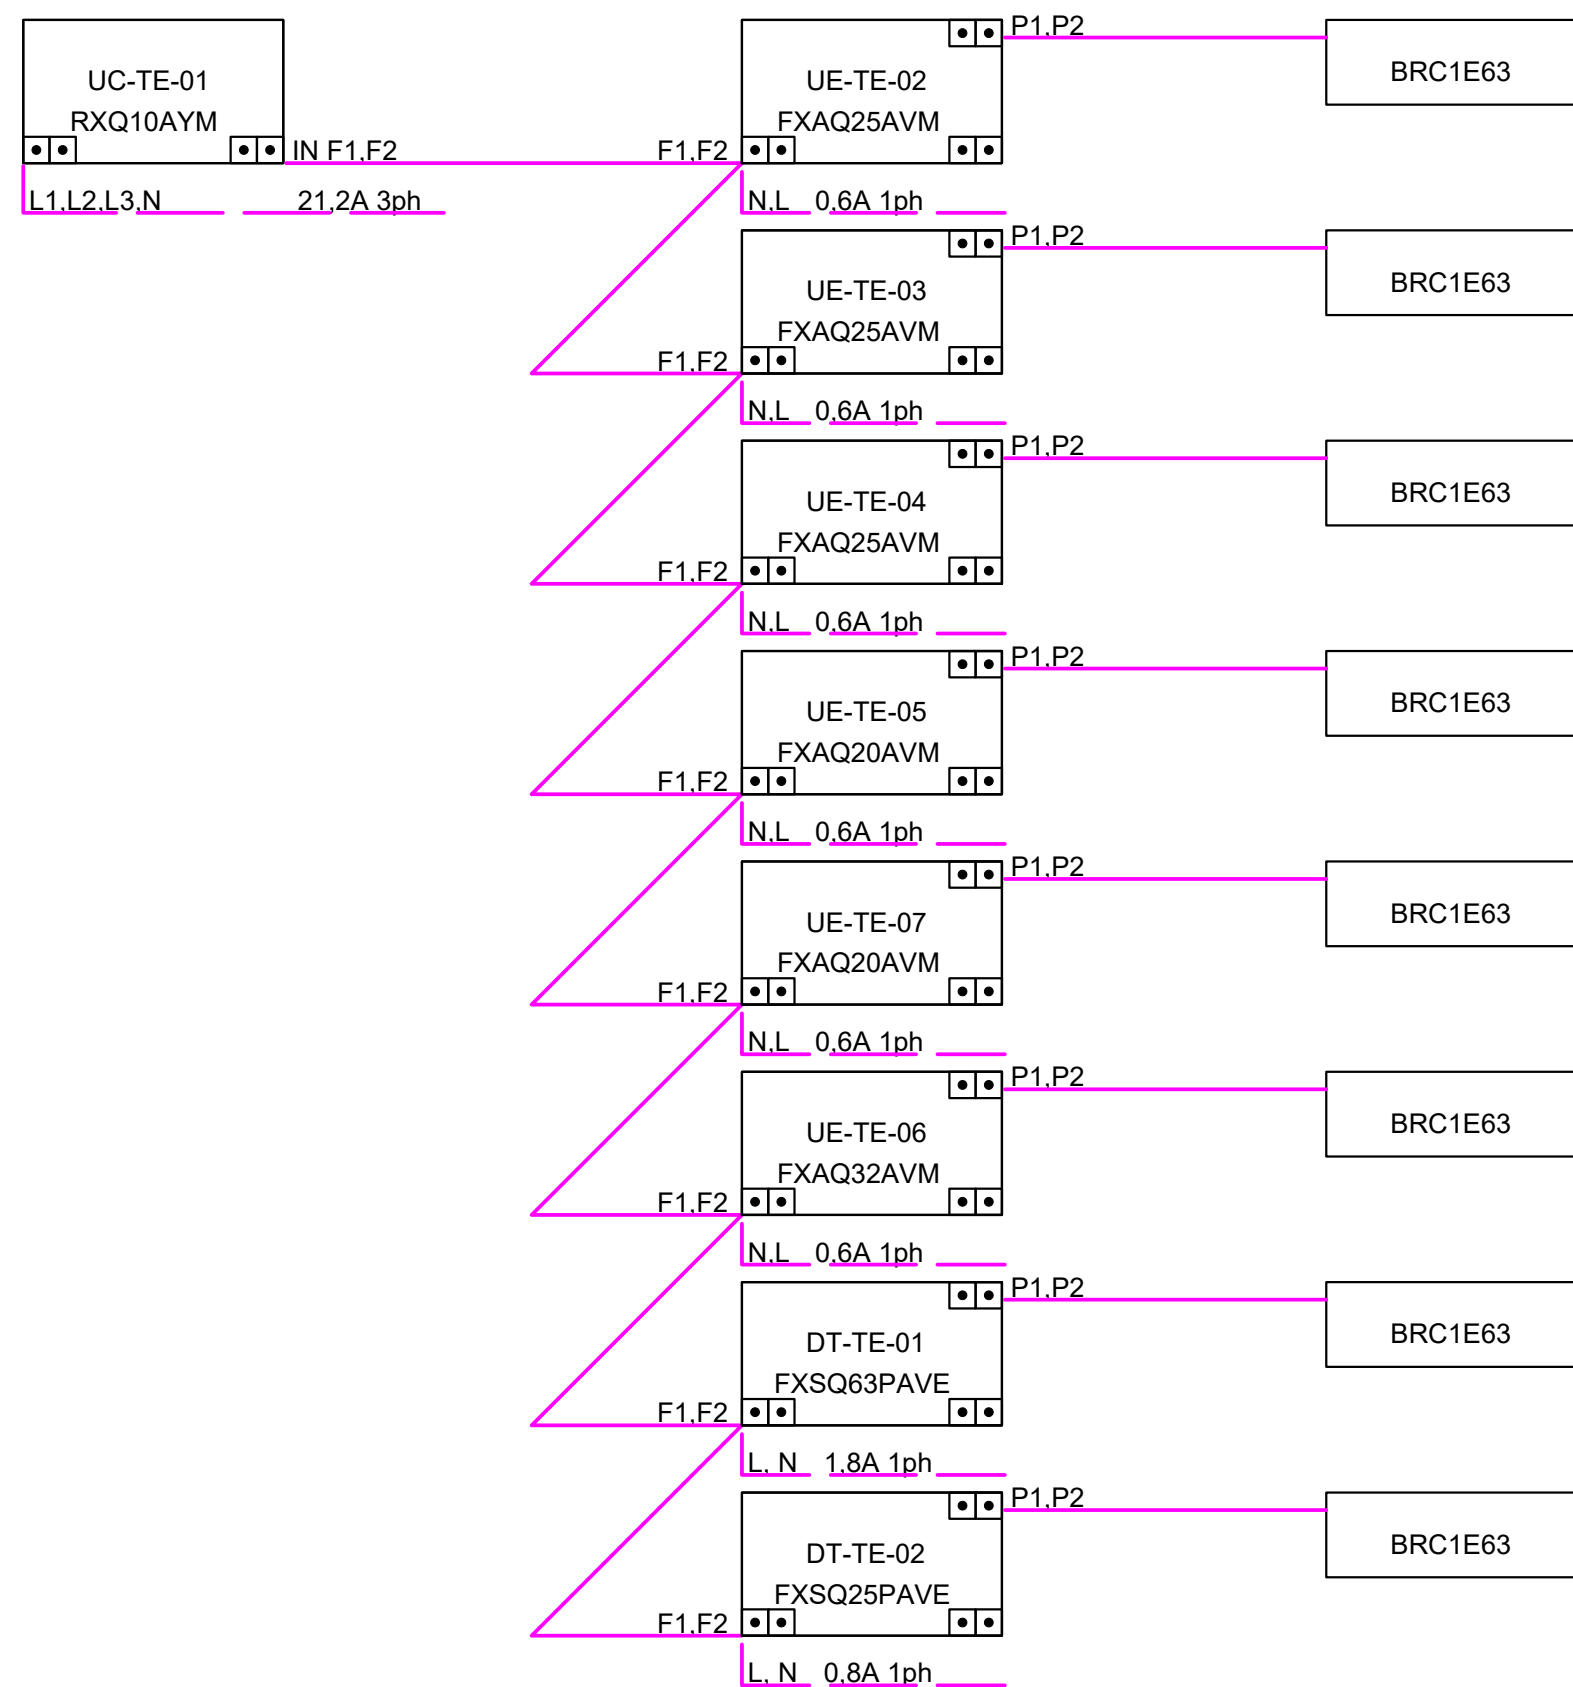 UC-TE-01
RXQ10AYM
IN F1,F2
L1,L2,L3,N 21,2A 3ph
P1,P2
UE-TE-02
FXAQ25AVM
F1,F2
N,L 0,6A 1ph
BRC1E63
P1,P2
UE-TE-03
FXAQ25AVM
F1,F2
N,L 0,6A 1ph
BRC1E63
P1,P2
UE-TE-04
FXAQ25AVM
F1,F2
N,L 0,6A 1ph
BRC1E63
P1,P2
UE-TE-05
FXAQ20AVM
F1,F2
N,L 0,6A 1ph
BRC1E63
P1,P2
UE-TE-07
FXAQ20AVM
F1,F2
N,L 0,6A 1ph
BRC1E63
P1,P2
UE-TE-06
FXAQ32AVM
F1,F2
N,L 0,6A 1ph
BRC1E63
P1,P2
DT-TE-01
FXSQ63PAVE
F1,F2
L, N 1,8A 1ph
BRC1E63
P1,P2
DT-TE-02
FXSQ25PAVE
F1,F2
L, N 0,8A 1ph
BRC1E63